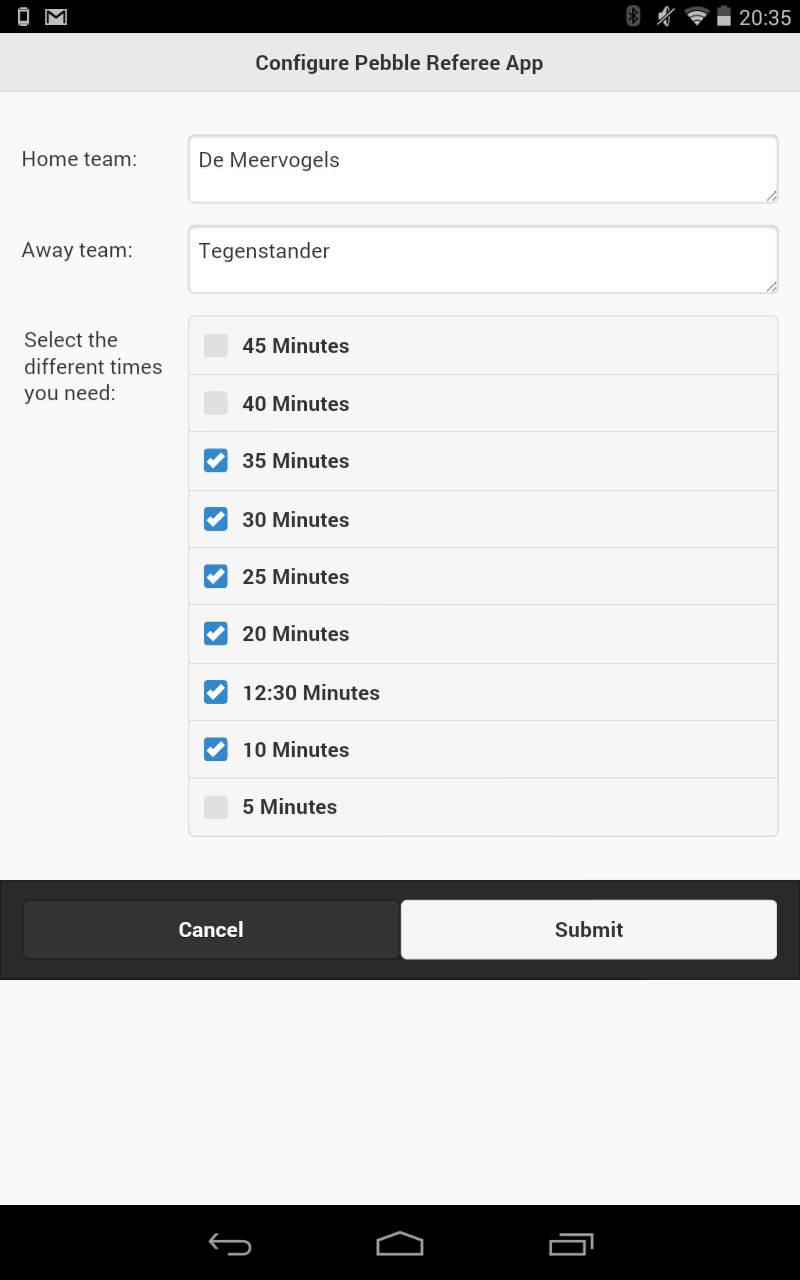 20:35
Configure Pebble Referee App
Home team:
De Meervogels
Away team:
Tegenstander
Select the
different times
you need:
45 Minutes
40 Minutes
35 Minutes
30 Minutes
25 Minutes
20 Minutes
12:30 Minutes
10 Minutes
5 Minutes
Cancel
Submit